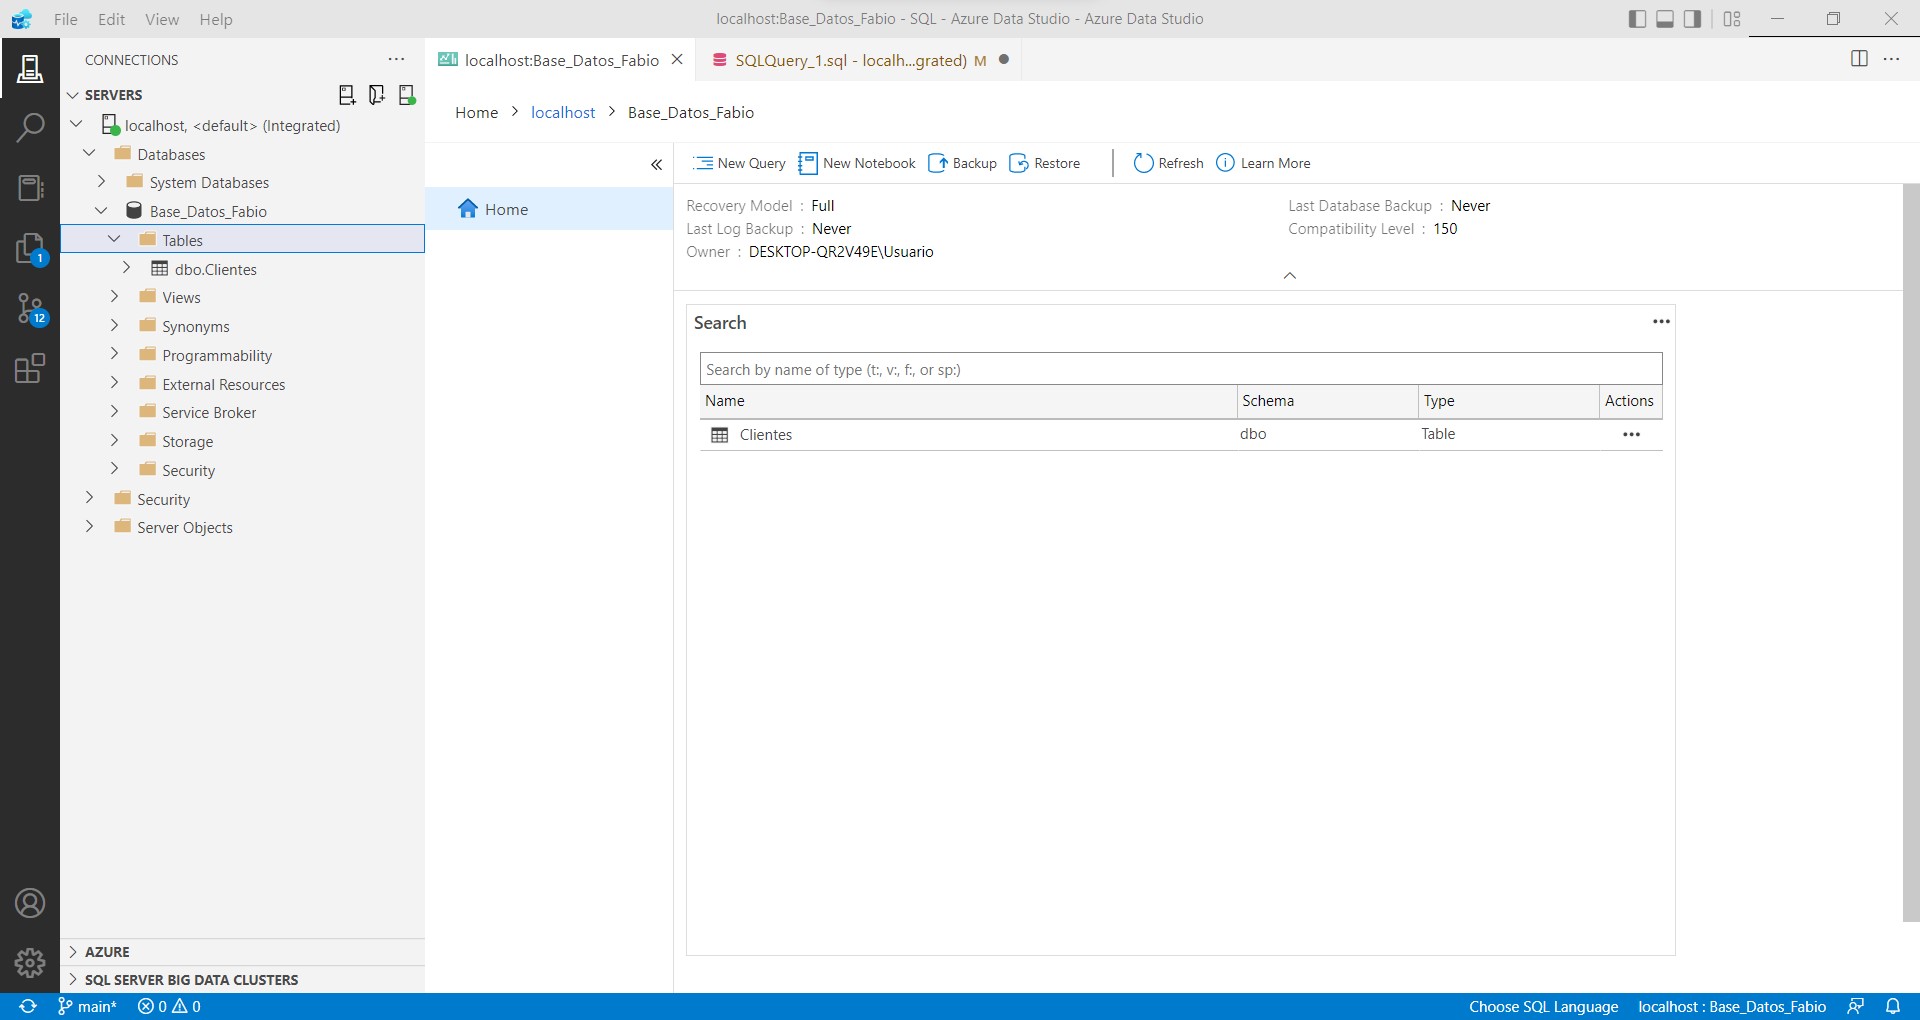 File Edit View Help
localhost:Base_Datos_Fabio - SQL - Azure Data Studio - Azure Data Studio
CONNECTIONS
SERVERS
localhost, <default> (Integrated)
Databases
System Databases
Base_Datos_Fabio
Tables
dbo.Clientes
Views
Synonyms
Programmability
External Resources
Service Broker
Storage
Security
Security
Server Objects
AZURE
SQL SERVER BIG DATA CLUSTERS
1
12
localhost:Base_Datos_Fabio
SQLQuery_1.sql - localh...grated) M
Home > localhost > Base_Datos_Fabio
Home
New Query New Notebook Backup Restore Refresh Learn More
Recovery Model : Full
Last Database Backup : Never
Last Log Backup : Never
Compatibility Level : 150
Owner : DESKTOP-QR2V49E\Usuario
Search
Search by name of type (t:, v:, f:, or sp:)
Name Schema Type Actions
Clientes dbo Table
main* 0 0
Choose SQL Language localhost : Base_Datos_Fabio